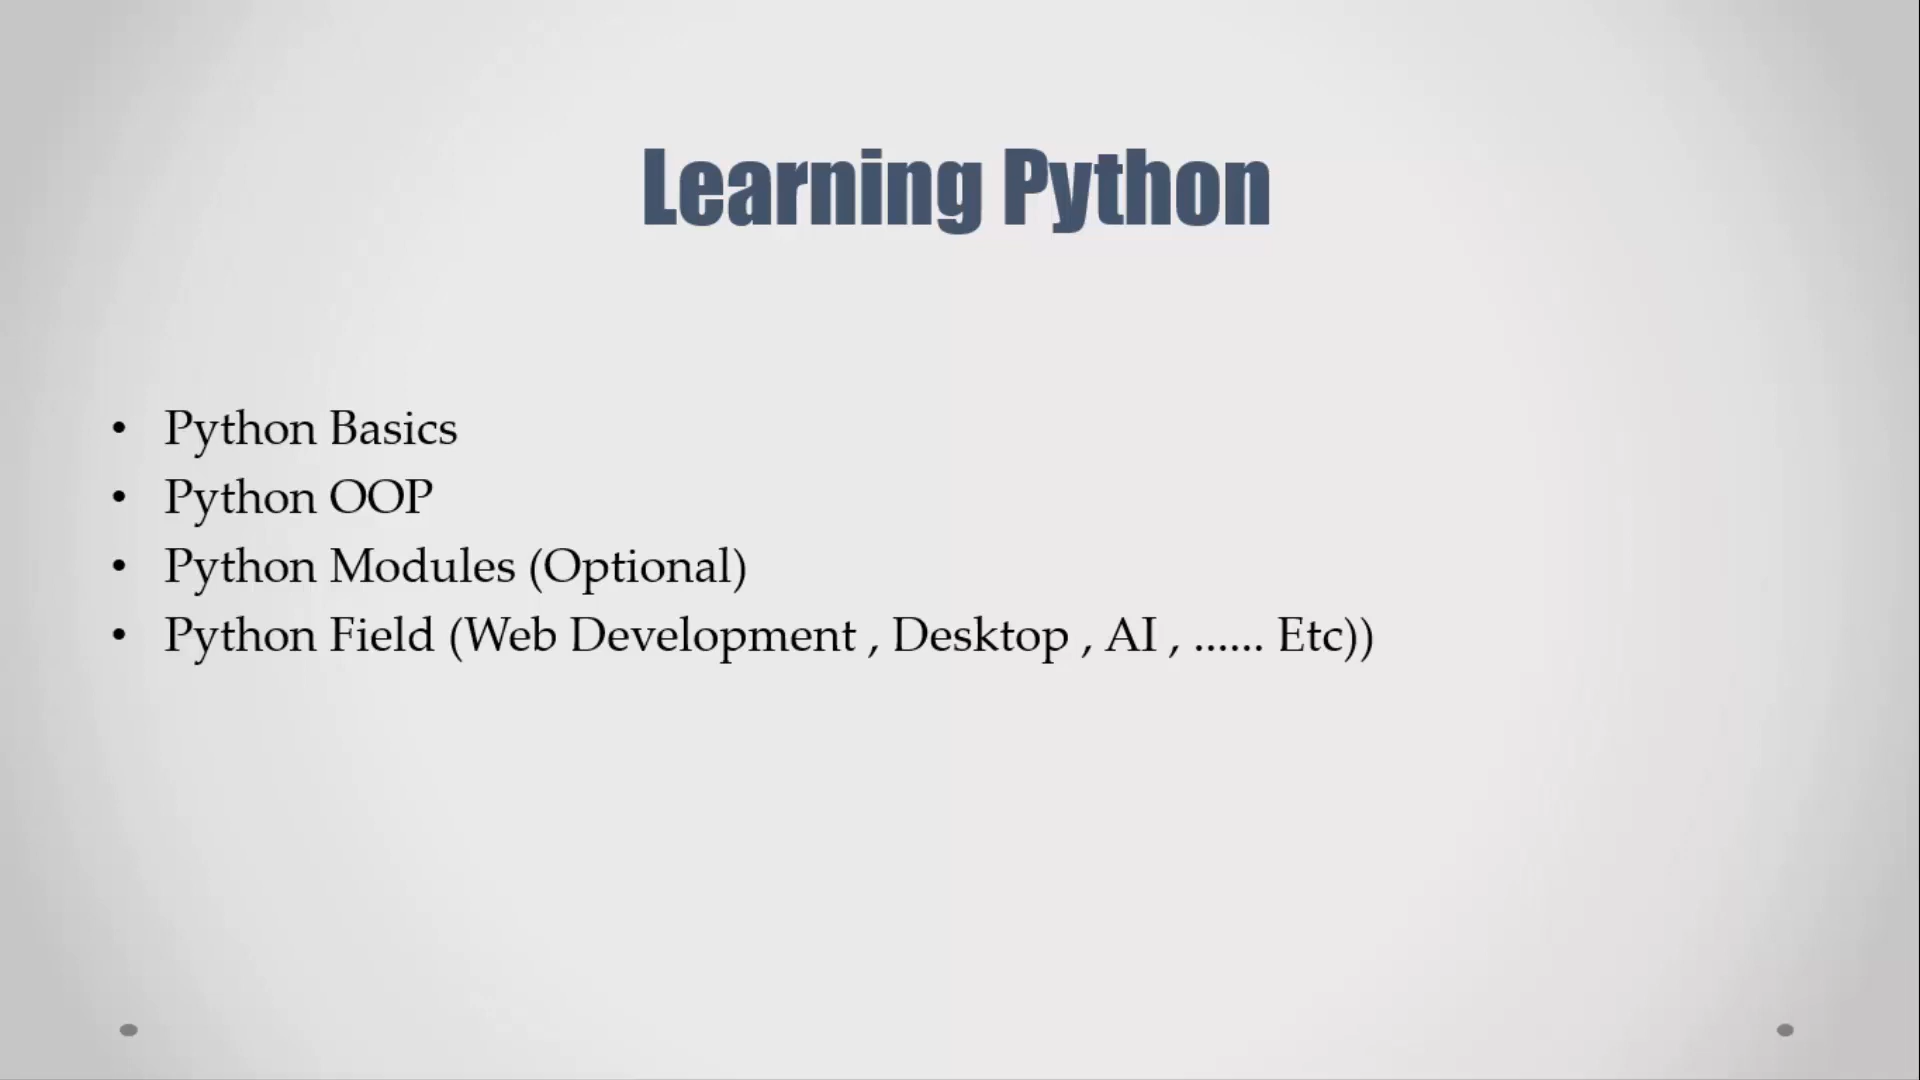 Learning Python
• Python Basics
• Python OOP
• Python Modules (Optional)
• Python Field (Web Development , Desktop , AI , ...... Etc))